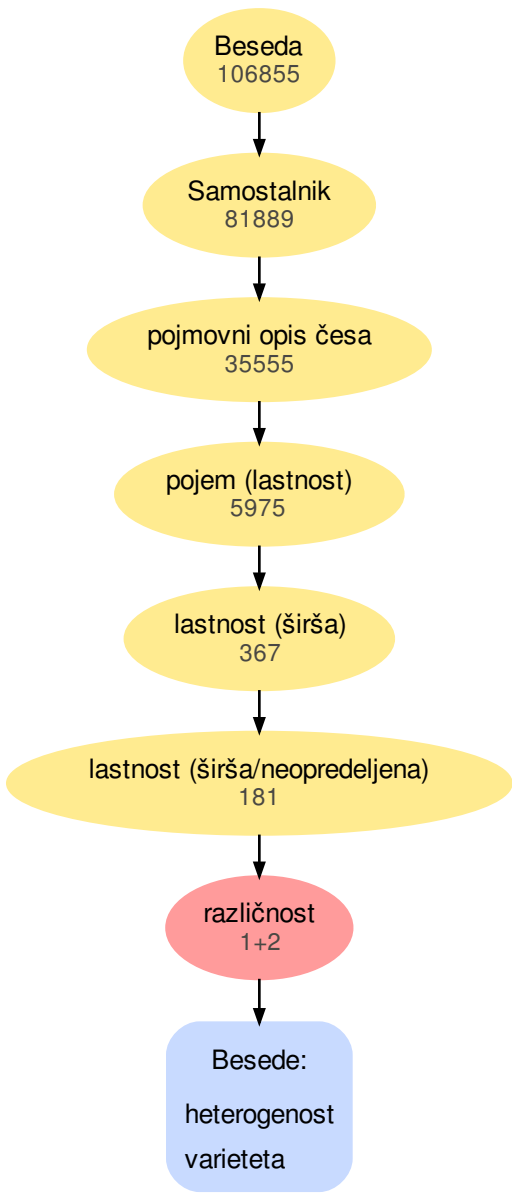 Beseda
106855
Samostalnik
81889
pojmovni opis česa
35555
pojem (lastnost)
5975
lastnost (širša)
367
lastnost (širša/neopredeljena)
181
različnost
1+2
Besede:
heterogenost
varieteta